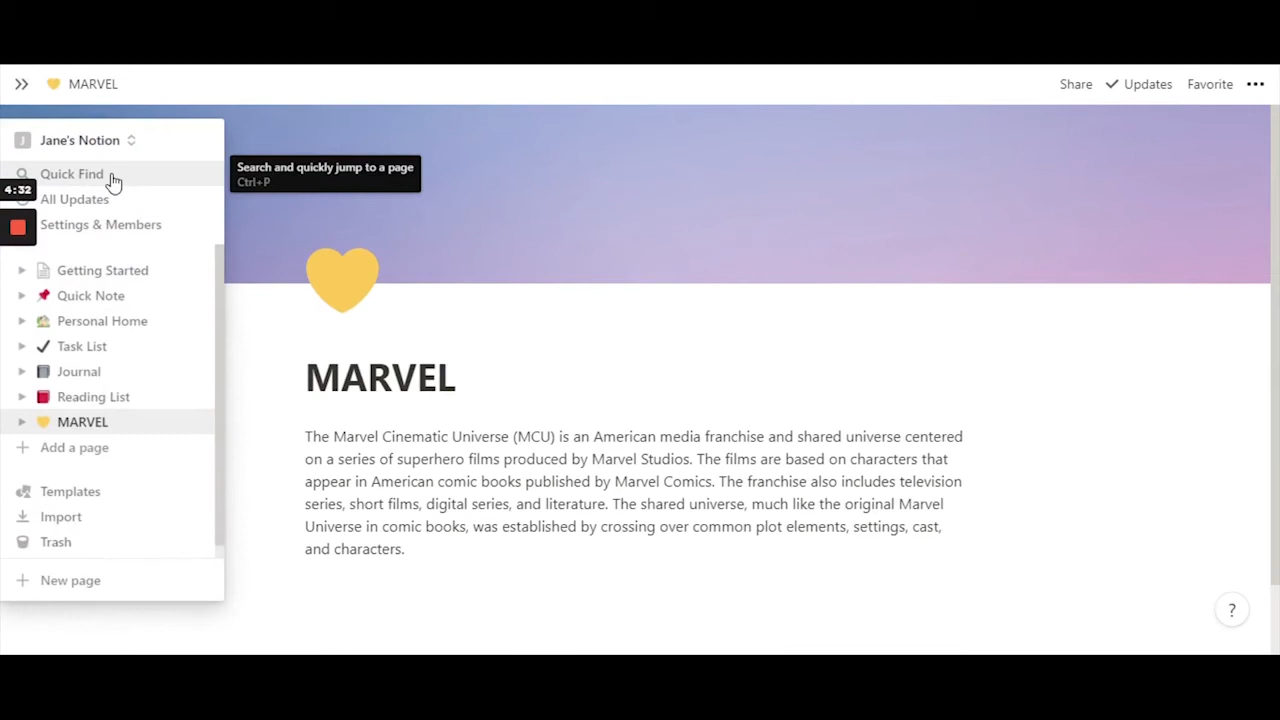 MARVEL
Share
Updates
Favorite
Jane's Notion
J
Quick Find
Search and quickly jump to a page
Ctrl+P
4:32
All Updates
Settings & Members
Getting Started
Quick Note
Personal Home
Task List
Journal
Reading List
MARVEL
Add a page
Templates
Import
Trash
New page
MARVEL
The Marvel Cinematic Universe (MCU) is an American media franchise and shared universe centered
on a series of superhero films produced by Marvel Studios. The films are based on characters that
appear in American comic books published by Marvel Comics. The franchise also includes television
series, short films, digital series, and literature. The shared universe, much like the original Marvel
Universe in comic books, was established by crossing over common plot elements, settings, cast,
and characters.
?